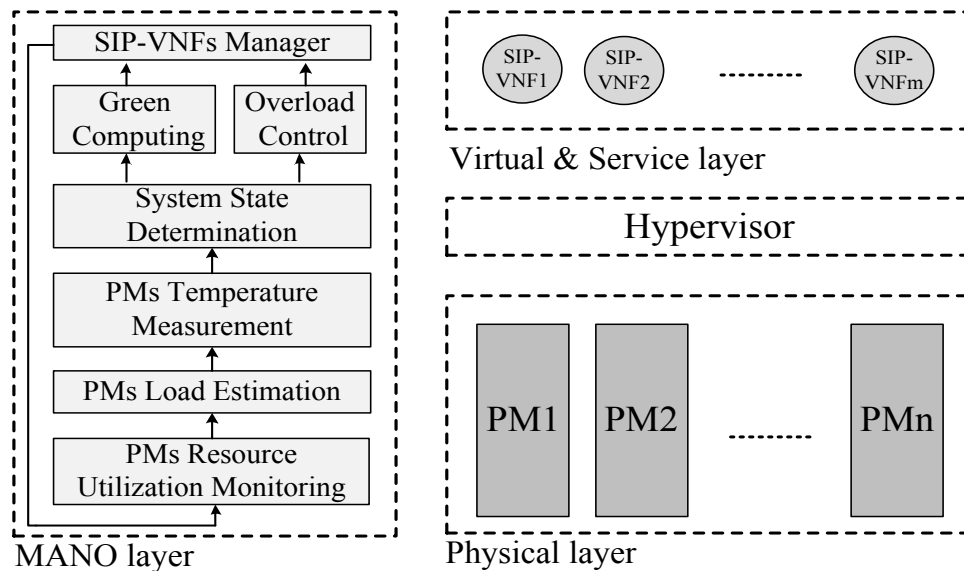 SIP-VNFs Manager
Green
Computing
Overload
Control
System State
Determination
PMs Temperature
Measurement
PMs Load Estimation
PMs Resource
Utilization Monitoring
MANO layer
SIP-
VNF1
SIP-
VNF2
SIP-
VNFm
Virtual & Service layer
Hypervisor
PM1
PM2
PMn
Physical layer